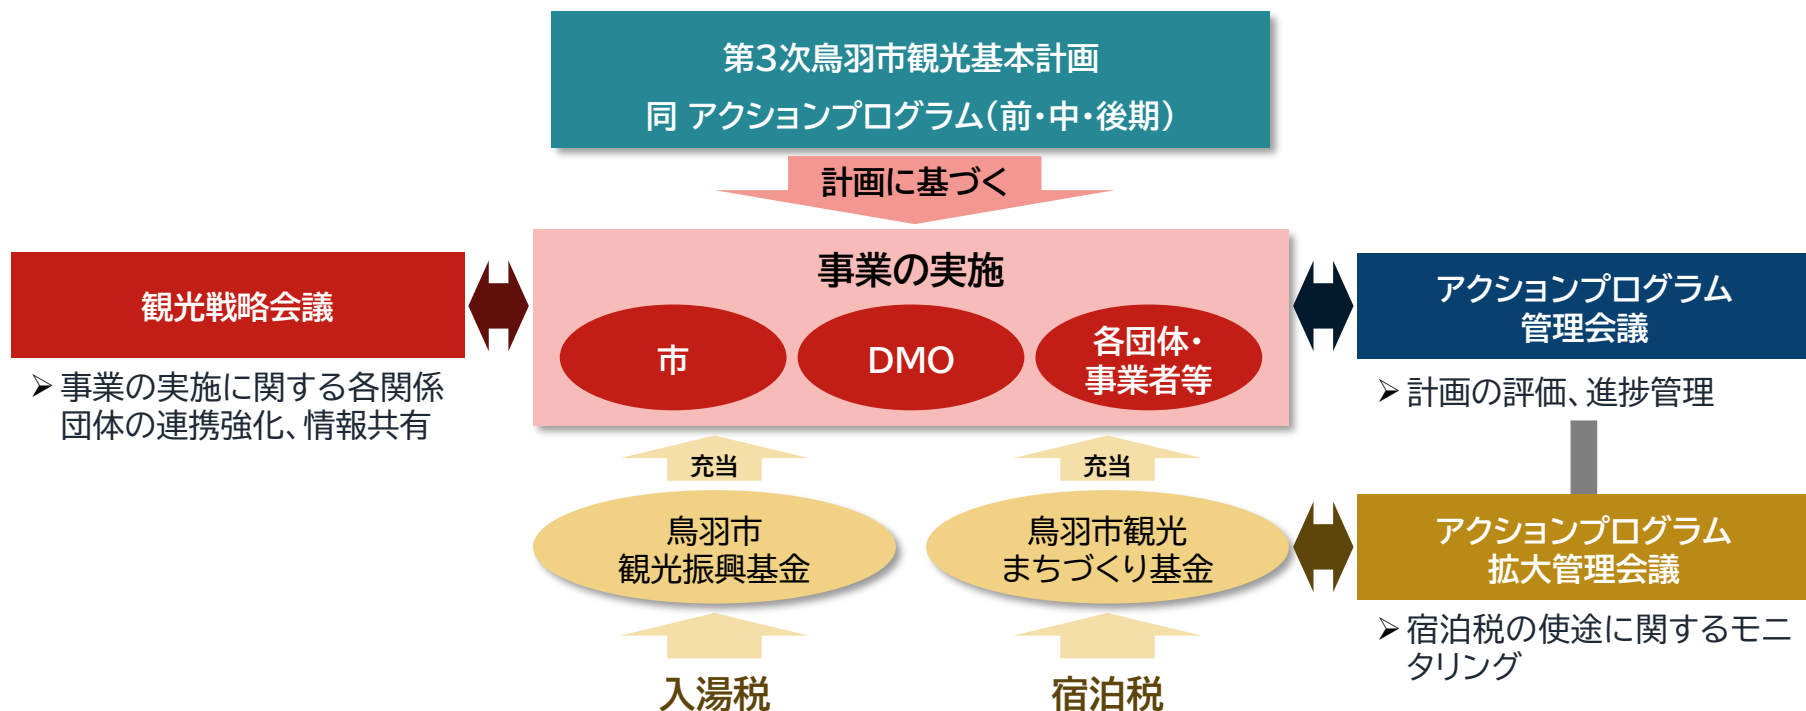 第3次鳥羽市観光基本計画
同 アクションプログラム(前・中・後期)
計画に基づく
事業の実施
市
DMO
各団体・
事業者等
観光戦略会議
➢ 事業の実施に関する各関係
団体の連携強化、情報共有
アクションプログラム
管理会議
➢ 計画の評価、進捗管理
充当
充当
鳥羽市
観光振興基金
鳥羽市観光
まちづくり基金
アクションプログラム
拡大管理会議
➢ 宿泊税の使途に関するモニ
タリング
入湯税
宿泊税